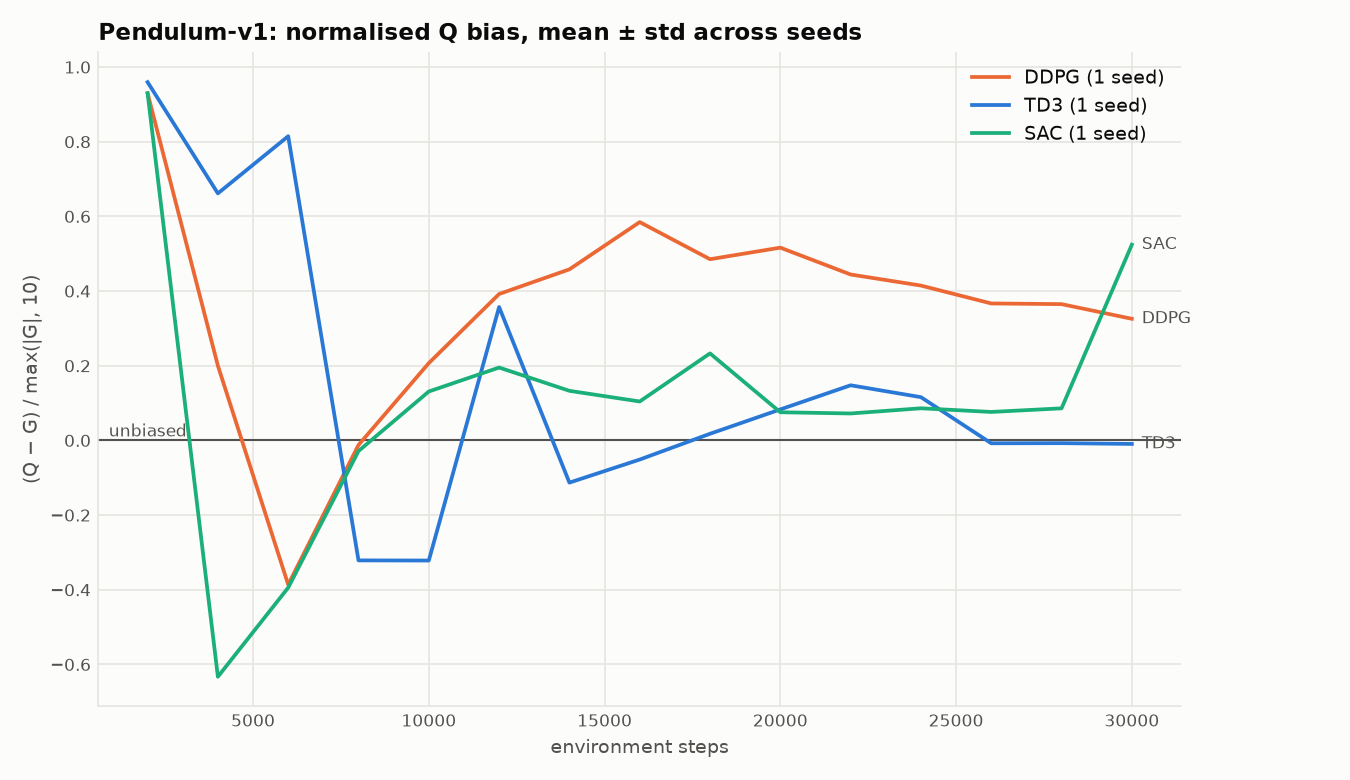 Pendulum-v1: normalised Q bias, mean ± std across seeds
DDPG (1 seed)
TD3 (1 seed)
SAC (1 seed)
(Q − G) / max(|G|, 10)
1.0
0.8
0.6
0.4
0.2
0.0
−0.2
−0.4
−0.6
unbiased
SAC
DDPG
TD3
5000
10000
15000
20000
25000
30000
environment steps